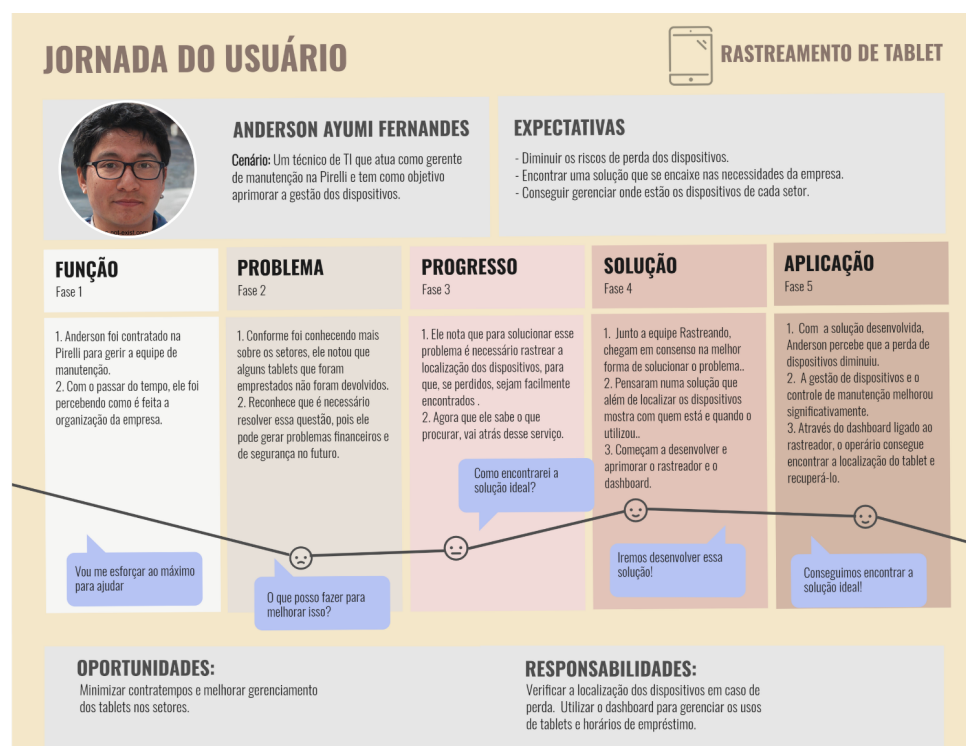 JORNADA DO USUÁRIO
RASTREAMENTO DE TABLET
ANDERSON AYUMI FERNANDES
Cenário: Um técnico de TI que atua como gerente
de manutenção na Pirelli e tem como objetivo
aprimorar a gestão dos dispositivos.
EXPECTATIVAS
- Diminuir os riscos de perda dos dispositivos.
- Encontrar uma solução que se encaixe nas necessidades da empresa.
- Conseguir gerenciar onde estão os dispositivos de cada setor.
FUNÇÃO
Fase 1
1. Anderson foi contratado na
Pirelli para gerir a equipe de
manutenção.
2. Com o passar do tempo, ele foi
percebendo como é feita a
organização da empresa.
Vou me esforçar ao máximo
para ajudar
PROBLEMA
Fase 2
1. Conforme foi conhecendo mais
sobre os setores, ele notou que
alguns tablets que foram
emprestados não foram devolvidos.
2. Reconhece que é necessário
resolver essa questão, pois ele
pode gerar problemas financeiros e
de segurança no futuro.
O que posso fazer para
melhorar isso?
PROGRESSO
Fase 3
1. Ele nota que para solucionar esse
problema é necessário rastrear a
localização dos dispositivos, para
que, se perdidos, sejam facilmente
encontrados .
2. Agora que ele sabe o que
procurar, vai atrás desse serviço.
Como encontrarei a
solução ideal?
SOLUÇÃO
Fase 4
1. Junto a equipe Rastreando,
chegam em consenso na melhor
forma de solucionar o problema..
2. Pensaram numa solução que
além de localizar os dispositivos
mostra com quem está e quando o
utilizou..
3. Começam a desenvolver e
aprimorar o rastreador e o
dashboard.
Iremos desenvolver essa
solução!
APLICAÇÃO
Fase 5
1. Com a solução desenvolvida,
Anderson percebe que a perda de
dispositivos diminuiu.
2. A gestão de dispositivos e o
controle de manutenção melhorou
significativamente.
3. Através do dashboard ligado ao
rastreador, o operário consegue
encontrar a localização do tablet e
recuperá-lo.
Conseguimos encontrar a
solução ideal!
OPORTUNIDADES:
Minimizar contratempos e melhorar gerenciamento
dos tablets nos setores.
RESPONSABILIDADES:
Verificar a localização dos dispositivos em caso de
perda. Utilizar o dashboard para gerenciar os usos
de tablets e horários de empréstimo.